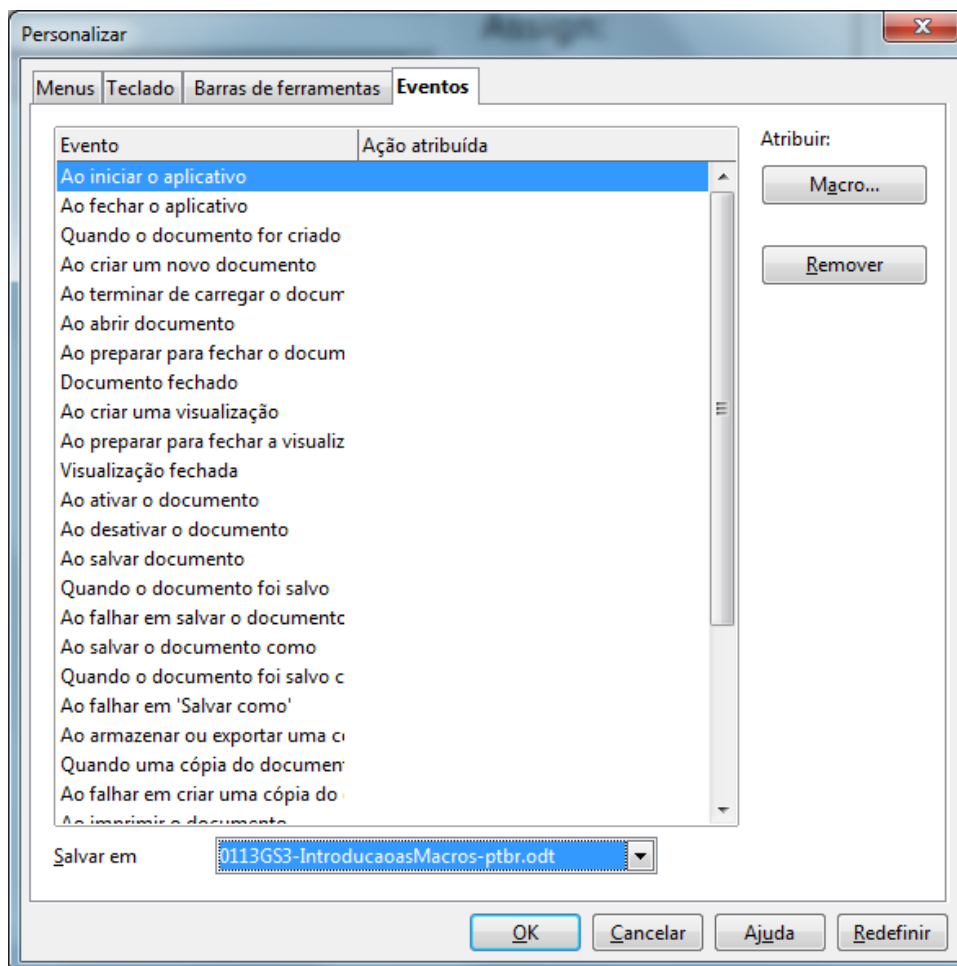 Personalizar
Menus Teclado Barras de ferramentas Eventos
Evento Ação atribuída
Atribuir:
Ao iniciar o aplicativo
Macro...
Ao fechar o aplicativo
Quando o documento for criado
Ao criar um novo documento
Remover
Ao terminar de carregar o docum
Ao abrir documento
Ao preparar para fechar o docum
Documento fechado
Ao criar uma visualização
Ao preparar para fechar a visualiz
Visualização fechada
Ao ativar o documento
Ao desativar o documento
Ao salvar documento
Quando o documento foi salvo
Ao falhar em salvar o documento
Ao salvar o documento como
Quando o documento foi salvo c
Ao falhar em 'Salvar como'
Ao armazenar ou exportar uma c
Quando uma cópia do documen
Ao falhar em criar uma cópia do
Ao imprimir o documento
Salvar em 0113GS3-IntroducaoasMacros-ptbr.odt
OK Cancelar Ajuda Redefinir